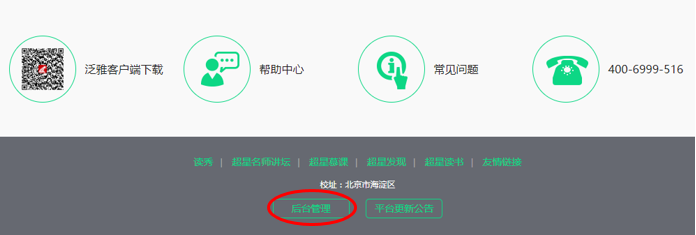 泛雅客户端下载 帮助中心 常见问题 400-6999-516
读秀 | 超星名师讲坛 | 超星慕课 | 超星发现 | 超星读书 | 友情链接
校址：北京市海淀区
后台管理 平台更新公告